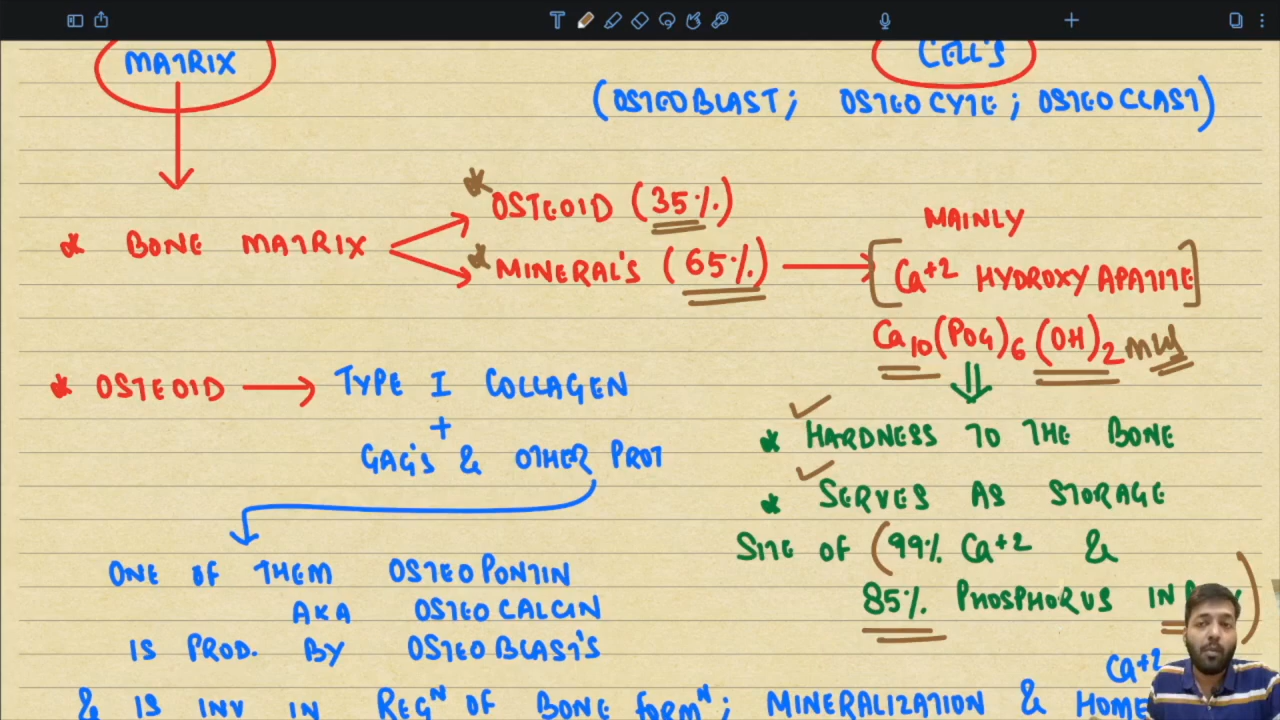 MATRIX
CELL'S
(OSTEOBLAST; OSTEOCYTE; OSTEOCLAST)
* OSTEOID (35%)
* BONE MATRIX
* MINERAL'S (65%)
MAINLY
[Ca+2 HYDROXY APATITE]
Ca10(PO4)6(OH)2
* OSTEOID → TYPE I COLLAGEN
+
GAG'S & OTHER PROT
⇓
* HARDNESS TO THE BONE
* SERVES AS STORAGE
SITE OF (99% Ca+2 &
85% PHOSPHORUS IN
ONE OF THEM OSTEOPONTIN
AKA OSTEOCALCIN
IS PROD. BY OSTEOBLAST'S
Ca+2
& IS INV IN REGN OF BONE FORMN; MINERALIZATION & HOME